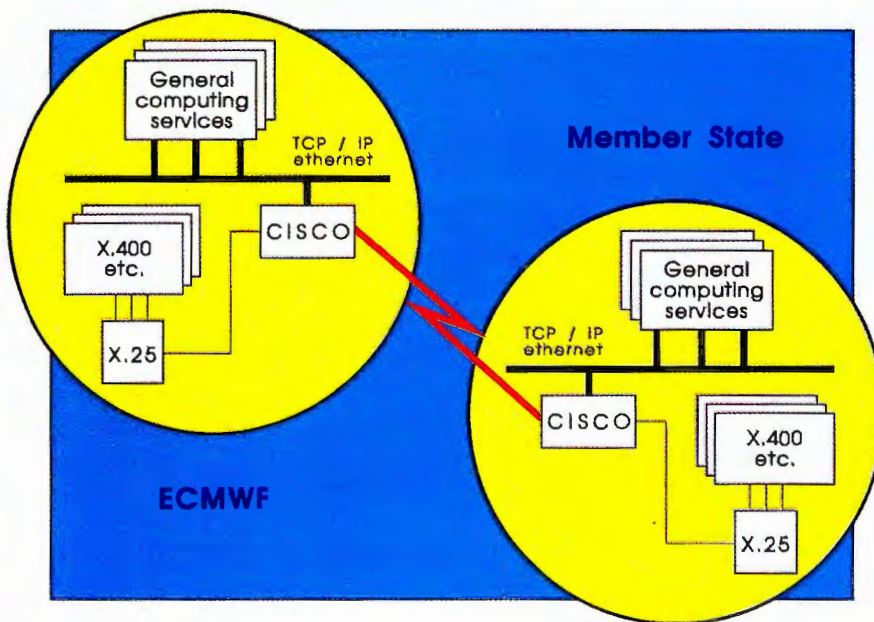 General
computing
services
TCP / IP
ethernet
CISCO
X.400
etc.
X.25
ECMWF
Member State
General
computing
services
TCP / IP
ethernet
CISCO
X.400
etc.
X.25